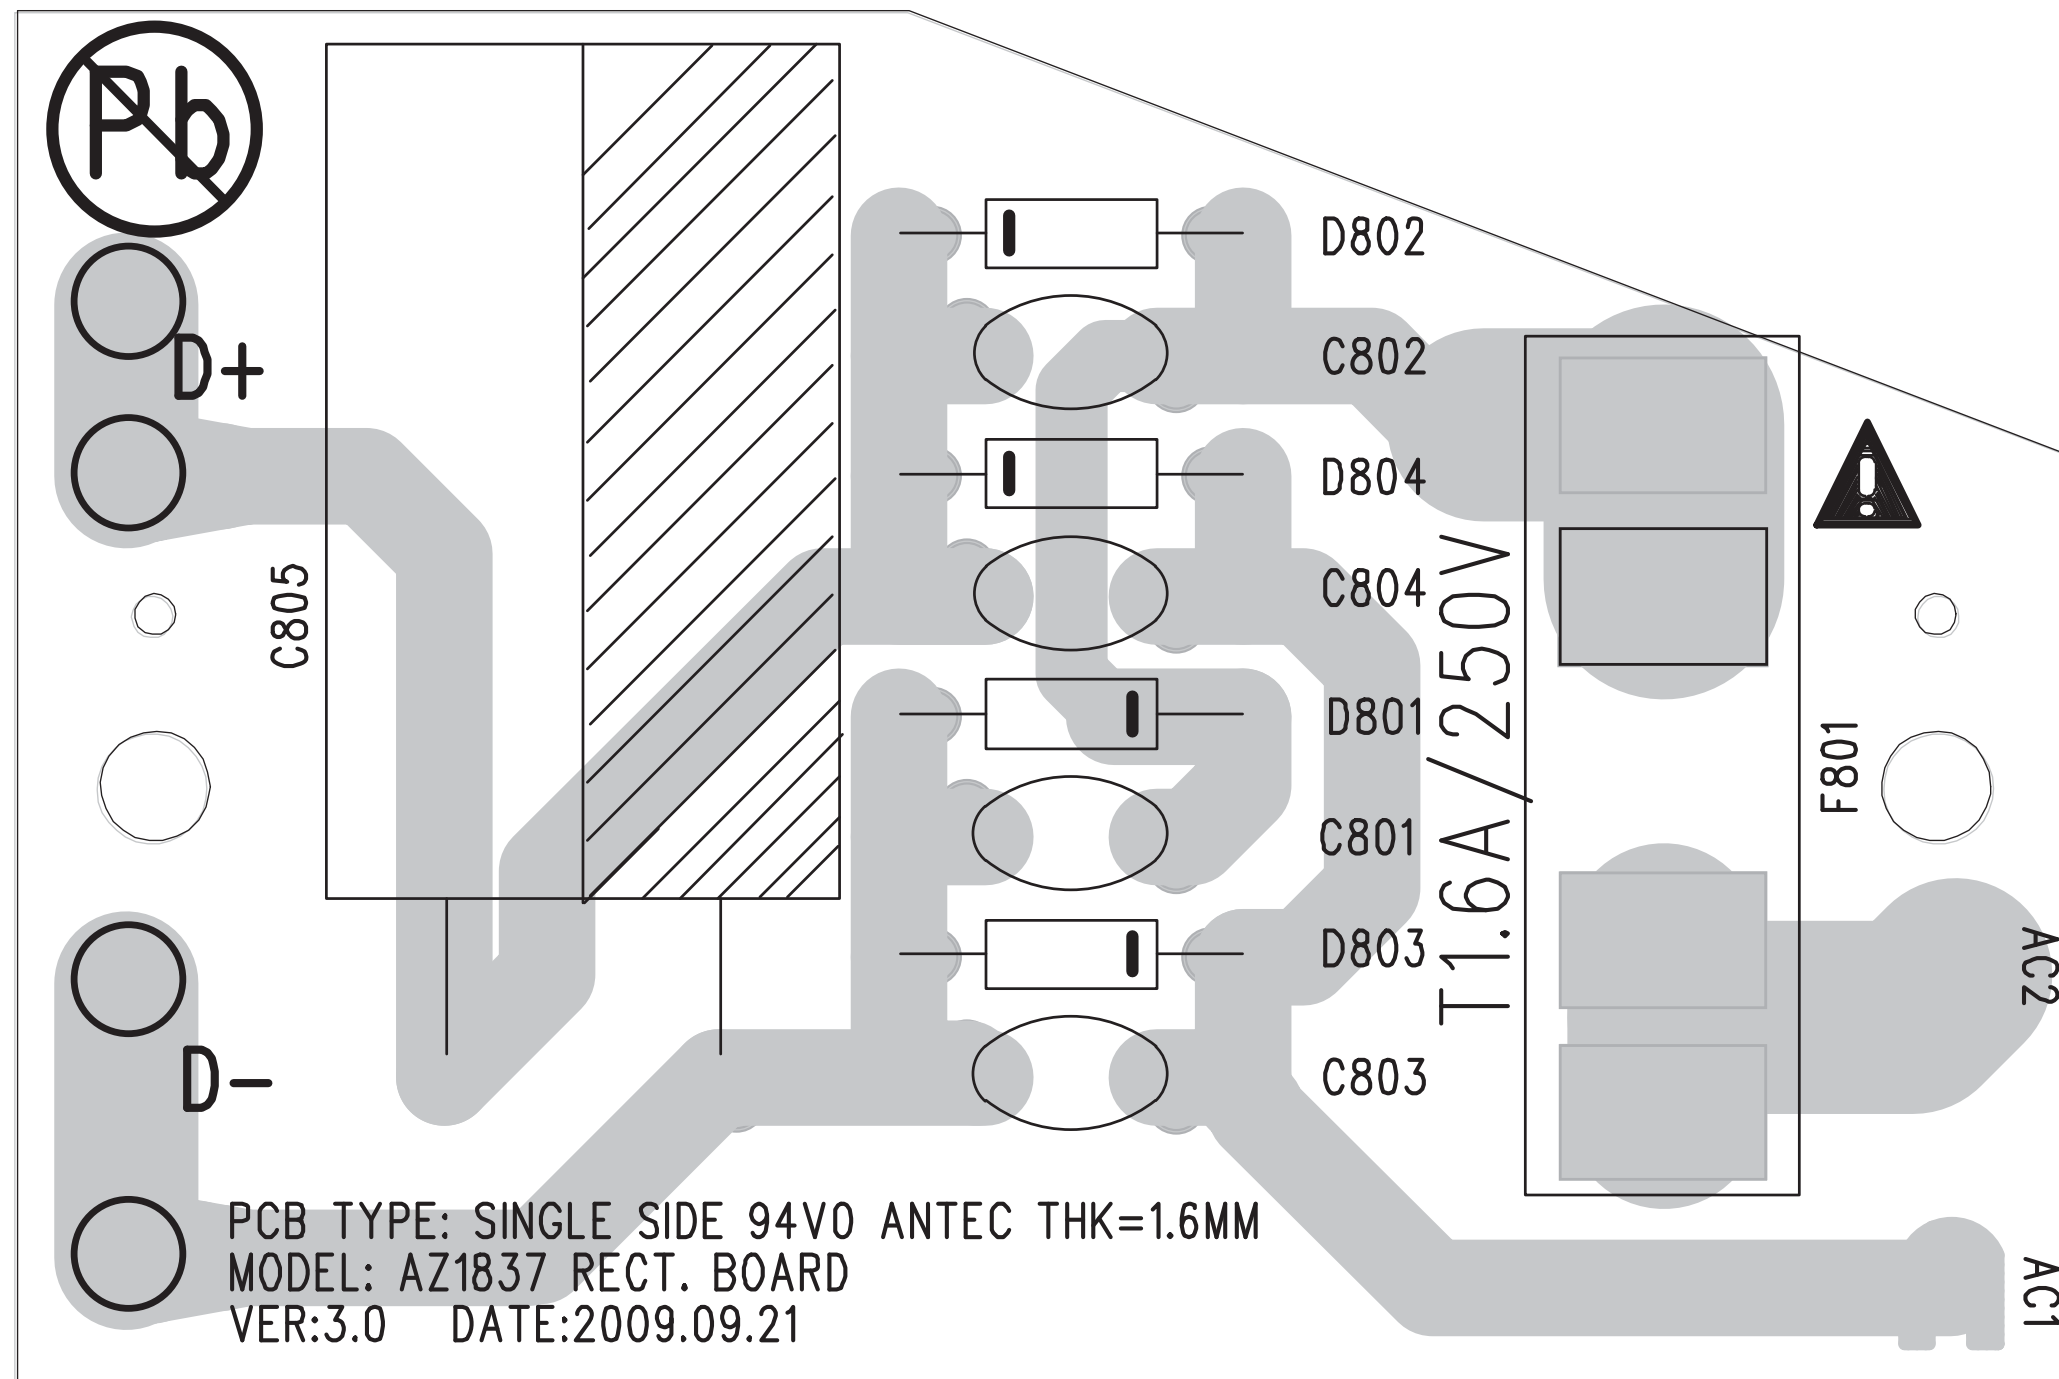 Pb
D802
D+
C802
D804
C805
C804
T1.6A/250V
D801
F801
C801
D803
AC2
D-
C803
PCB TYPE: SINGLE SIDE 94V0 ANTEC THK=1.6MM
MODEL: AZ1837 RECT. BOARD
VER:3.0 DATE:2009.09.21
AC1